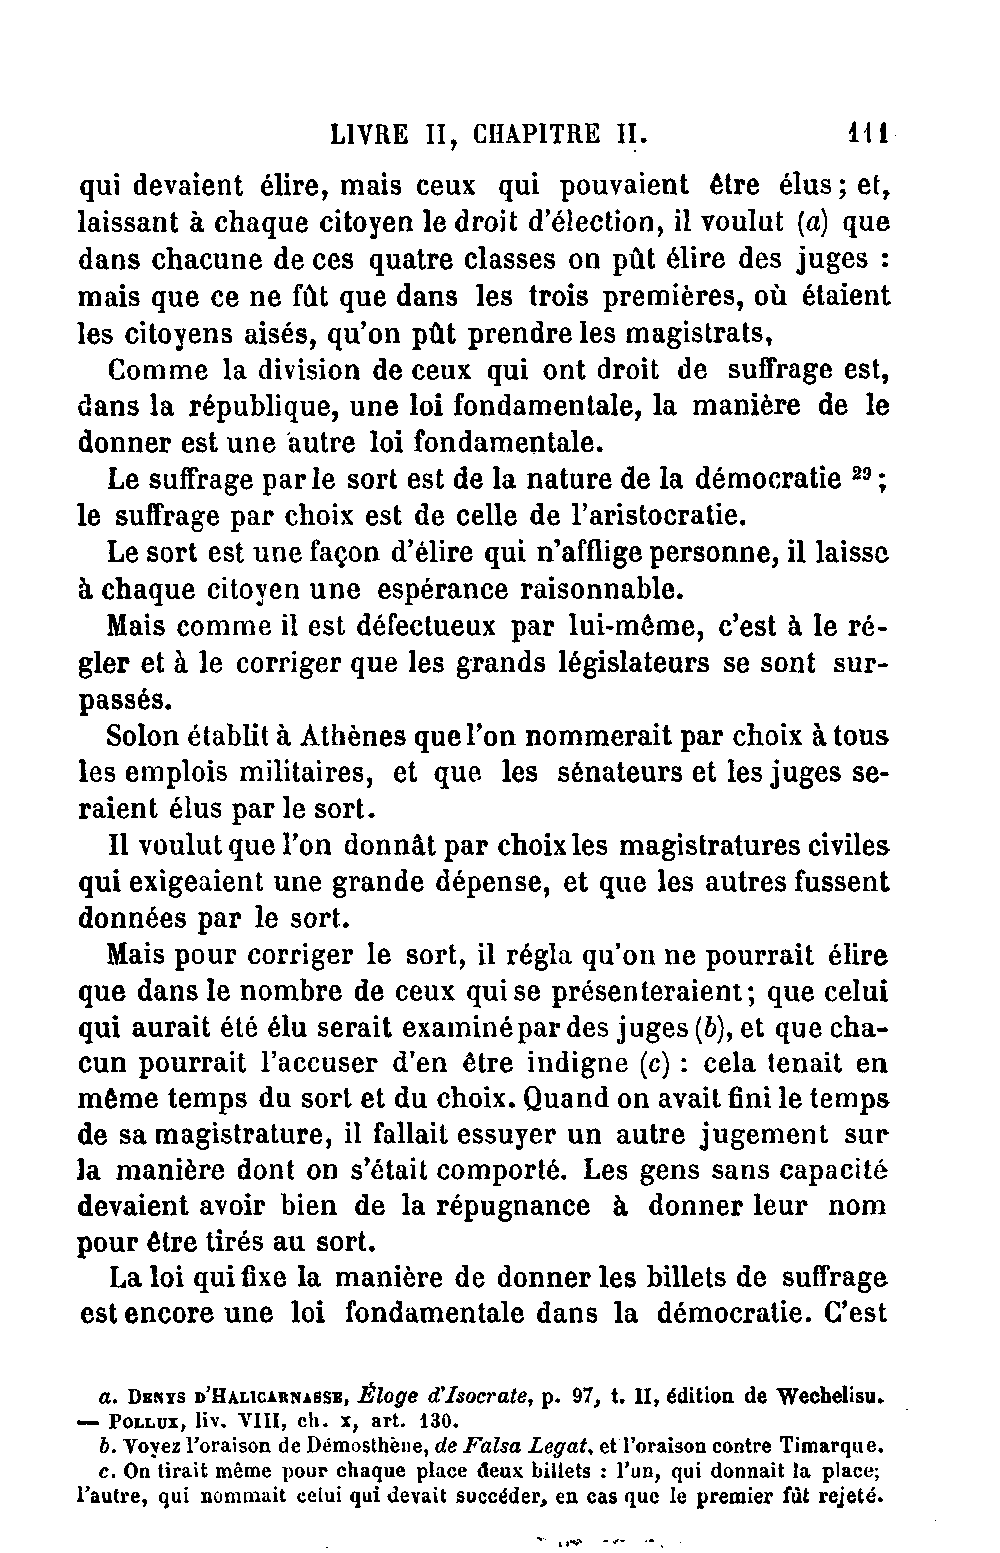 LIVRE II, CHAPITRE II. 111
qui devaient élire, mais ceux qui pouvaient être élus ; et,
laissant à chaque citoyen le droit d'élection, il voulut (a) que
dans chacune de ces quatre classes on pût élire des juges :
mais que ce ne fût que dans les trois premières, où étaient
les citoyens aisés, qu'on pût prendre les magistrats,
Comme la division de ceux qui ont droit de suffrage est,
dans la république, une loi fondamentale, la manière de le
donner est une autre loi fondamentale.
Le suffrage par le sort est de la nature de la démocratie 29 ;
le suffrage par choix est de celle de l'aristocratie.
Le sort est une façon d'élire qui n'afflige personne, il laisse
à chaque citoyen une espérance raisonnable.
Mais comme il est défectueux par lui-même, c'est à le ré-
gler et à le corriger que les grands législateurs se sont sur-
passés.
Solon établit à Athènes que l'on nommerait par choix à tous
les emplois militaires, et que les sénateurs et les juges se-
raient élus par le sort.
Il voulut que l'on donnât par choix les magistratures civiles
qui exigeaient une grande dépense, et que les autres fussent
données par le sort.
Mais pour corriger le sort, il régla qu'on ne pourrait élire
que dans le nombre de ceux qui se présenteraient ; que celui
qui aurait été élu serait examiné par des juges (b), et que cha-
cun pourrait l'accuser d'en être indigne (c) : cela tenait en
même temps du sort et du choix. Quand on avait fini le temps
de sa magistrature, il fallait essuyer un autre jugement sur
la manière dont on s'était comporté. Les gens sans capacité
devaient avoir bien de la répugnance à donner leur nom
pour être tirés au sort.
La loi qui fixe la manière de donner les billets de suffrage
est encore une loi fondamentale dans la démocratie. C'est
a. DENYS D'HALICARNASSE, Éloge d'Isocrate, p. 97, t. II, édition de Wechelisu.
— POLLUX, liv. VIII, ch. X, art. 130.
b. Voyez l'oraison de Démosthène, de Falsa Legat, et l'oraison contre Timarque.
c. On tirait même pour chaque place deux billets : l'un, qui donnait la place;
l'autre, qui nommait celui qui devait succéder, en cas que le premier fût rejeté.